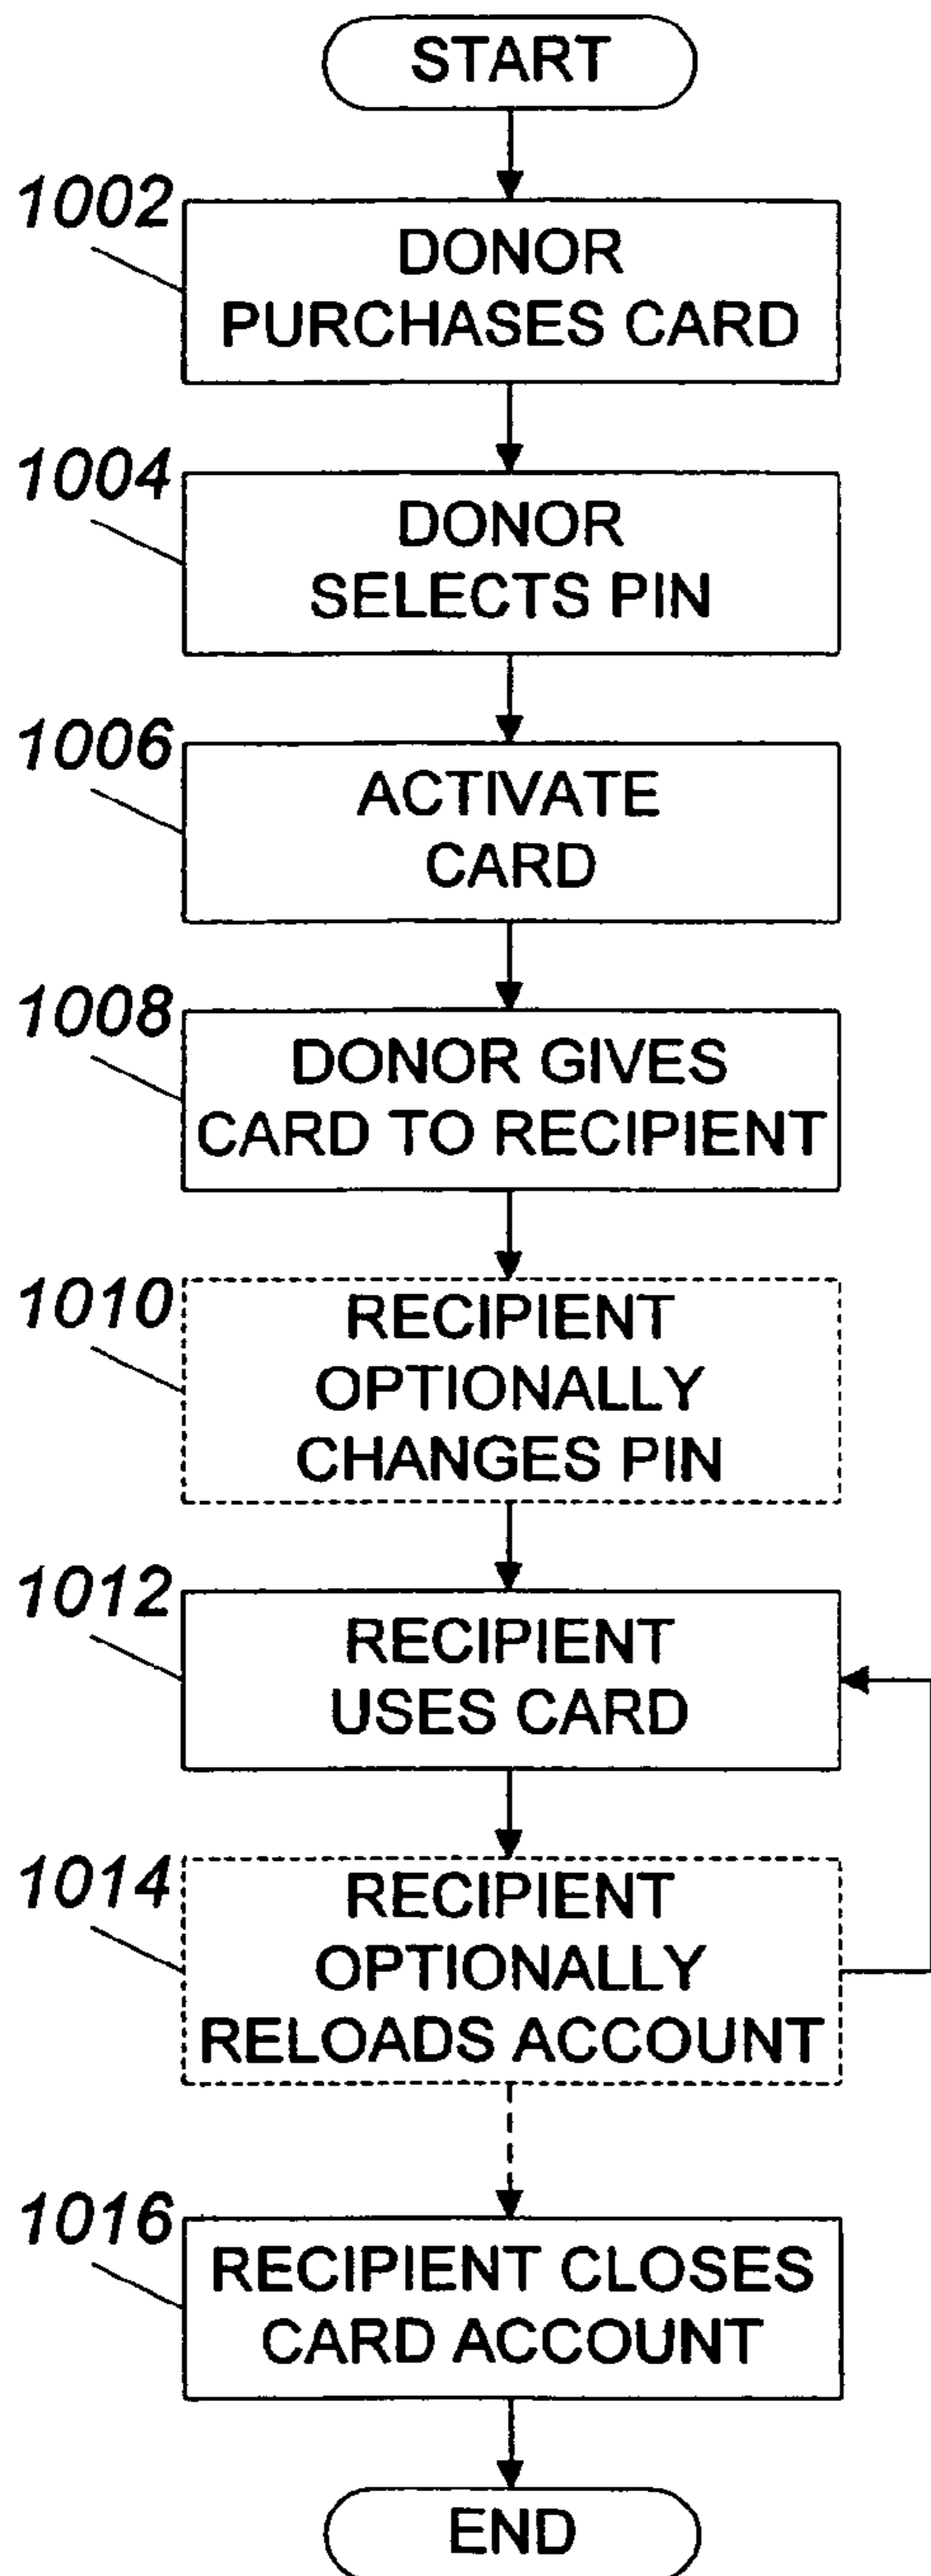 START
1002
DONOR
PURCHASES CARD
1004
DONOR
SELECTS PIN
1006
ACTIVATE
CARD
1008
DONOR GIVES
CARD TO RECIPIENT
1010
RECIPIENT
OPTIONALLY
CHANGES PIN
1012
RECIPIENT
USES CARD
1014
RECIPIENT
OPTIONALLY
RELOADS ACCOUNT
1016
RECIPIENT CLOSES
CARD ACCOUNT
END